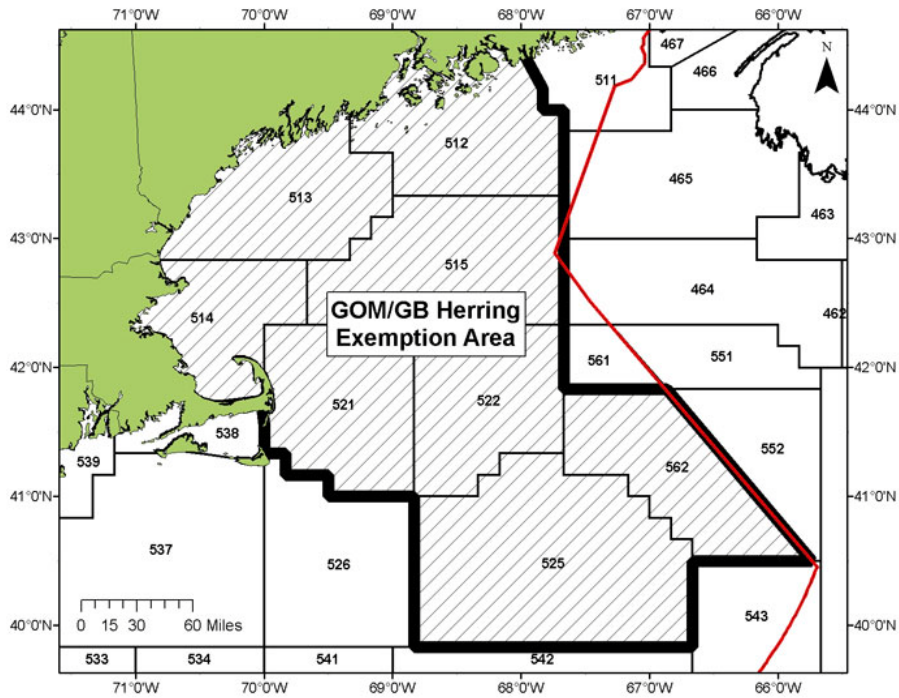 71°0'W 70°0'W 69°0'W 68°0'W 67°0'W 66°0'W
467
N
466
511
44°0'N 44°0'N
512
465
513
463
43°0'N 43°0'N
515
464
514
462
GOM/GB Herring
Exemption Area
561 551
42°0'N 42°0'N
521 522
538
552
539
562
41°0'N 41°0'N
537
526 525
543
40°0'N 40°0'N
0 15 30 60 Miles
533 534 541 542
71°0'W 70°0'W 69°0'W 68°0'W 67°0'W 66°0'W